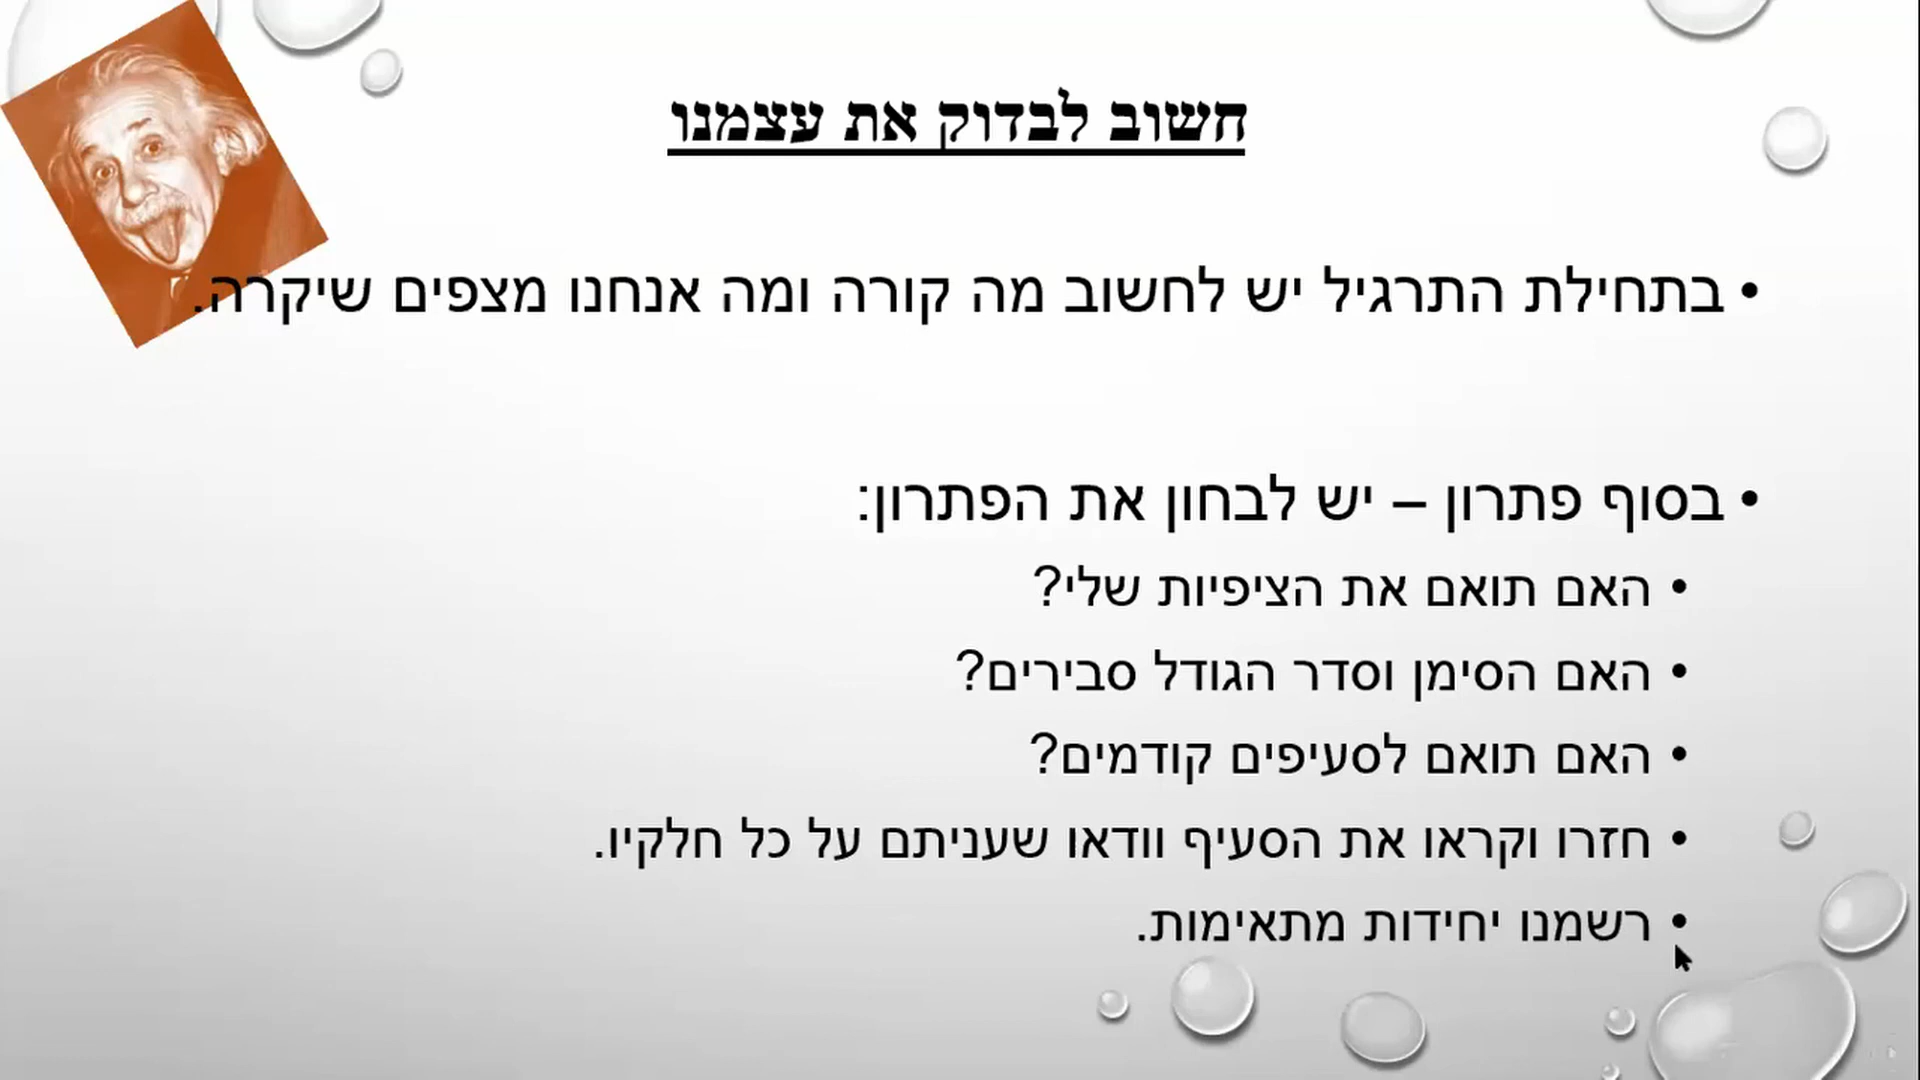 חשוב לבדוק את עצמנו
• בתחילת התרגיל יש לחשוב מה קורה ומה אנחנו מצפים שיקרה.
• בסוף פתרון – יש לבחון את הפתרון:
• האם תואם את הציפיות שלי?
• האם הסימן וסדר הגודל סבירים?
• האם תואם לסעיפים קודמים?
• חזרו וקראו את הסעיף וודאו שעניתם על כל חלקיו.
• רשמנו יחידות מתאימות.